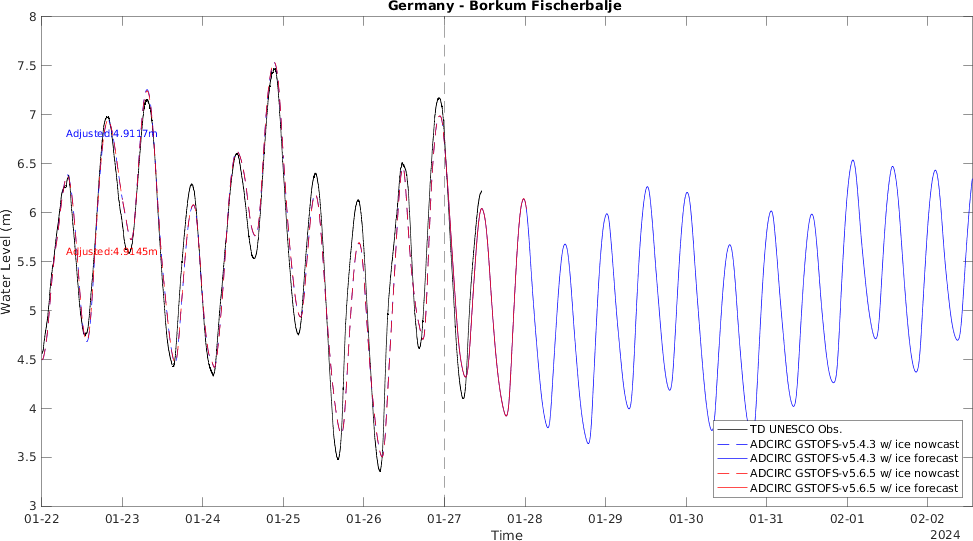 Germany - Borkum Fischerbalje
8
7.5
7
6.5
6
5.5
5
4.5
4
3.5
3
Water Level (m)
Adjusted:4.9117m
Adjusted:4.9145m
TD UNESCO Obs.
ADCIRC GSTOFS-v5.4.3 w/ ice nowcast
ADCIRC GSTOFS-v5.4.3 w/ ice forecast
ADCIRC GSTOFS-v5.6.5 w/ ice nowcast
ADCIRC GSTOFS-v5.6.5 w/ ice forecast
01-22 01-23 01-24 01-25 01-26 01-27 01-28 01-29 01-30 01-31 02-01 02-02
Time
2024